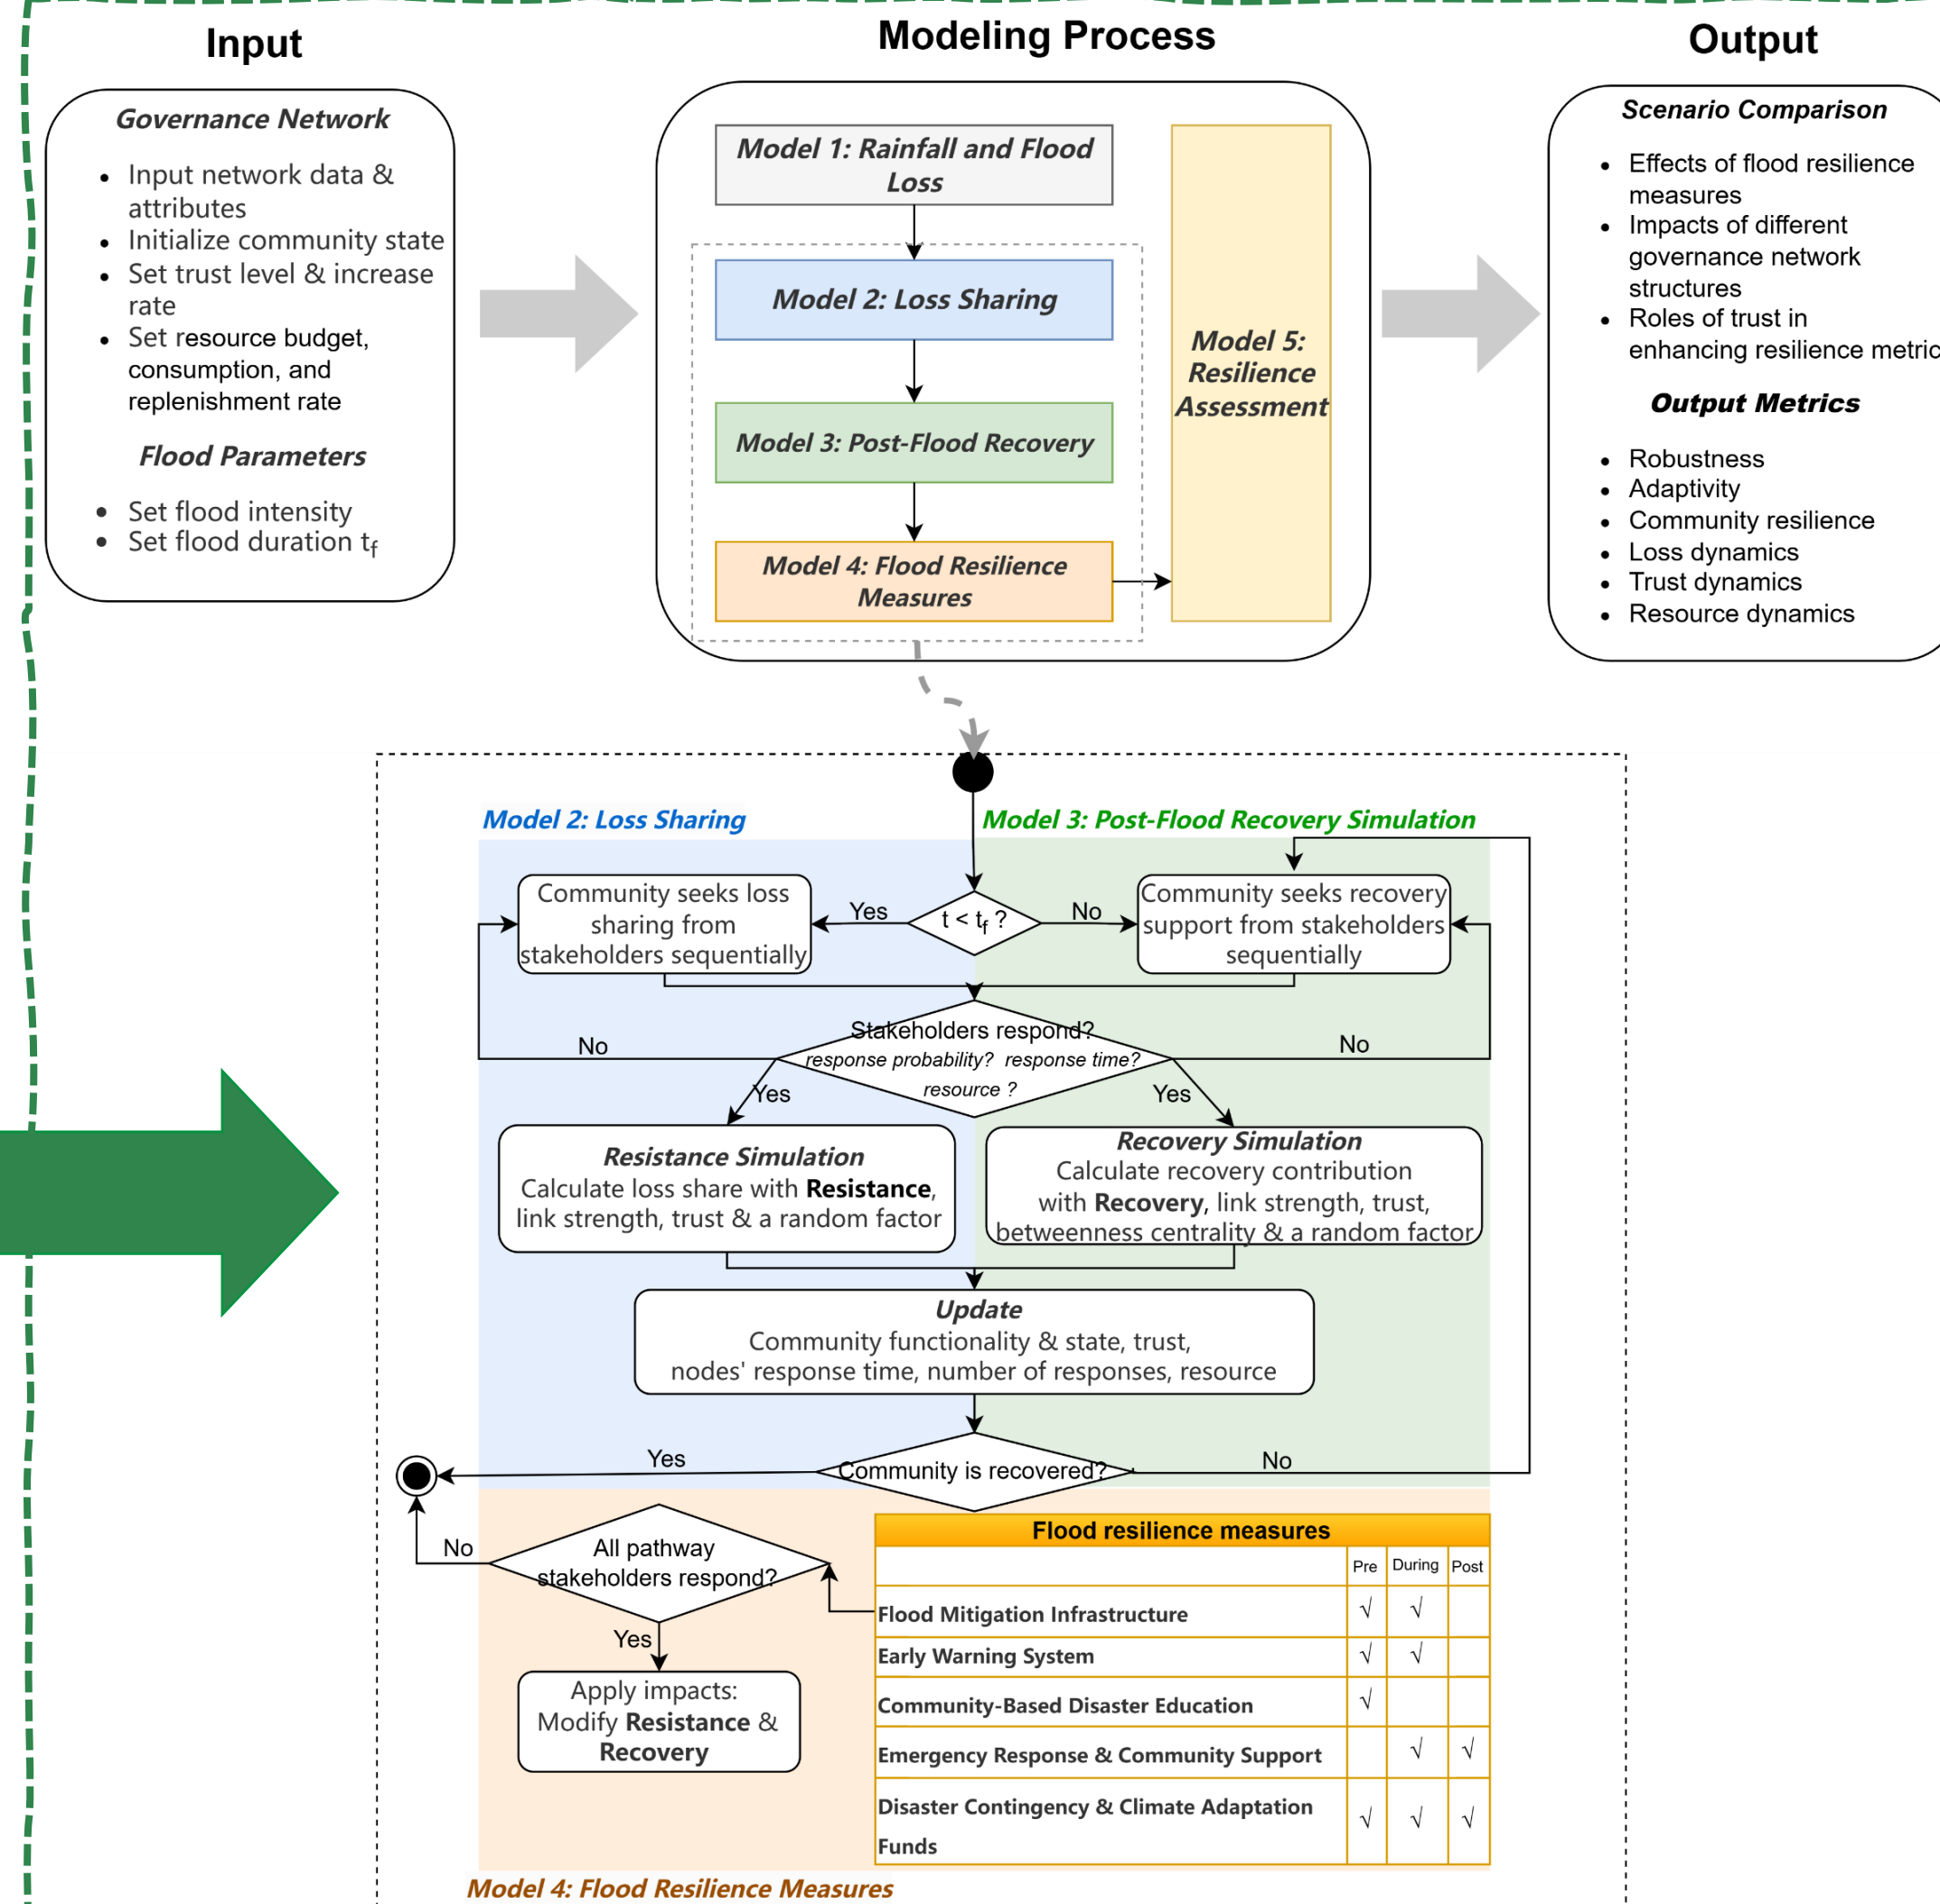 Input
Governance Network
• Input network data &
attributes
• Initialize community state
• Set trust level & increase
rate
• Set resource budget,
consumption, and
replenishment rate
Flood Parameters
• Set flood intensity
• Set flood duration tf
Modeling Process
Model 1: Rainfall and Flood
Loss
Model 2: Loss Sharing
Model 3: Post-Flood Recovery
Model 4: Flood Resilience
Measures
Model 5:
Resilience
Assessment
Output
Scenario Comparison
• Effects of flood resilience
measures
• Impacts of different
governance network
structures
• Roles of trust in
enhancing resilience metric
Output Metrics
• Robustness
• Adaptivity
• Community resilience
• Loss dynamics
• Trust dynamics
• Resource dynamics
Model 2: Loss Sharing
Model 3: Post-Flood Recovery Simulation
Community seeks loss
sharing from
stakeholders sequentially
Yes
t < tf ?
No
Community seeks recovery
support from stakeholders
sequentially
No
Stakeholders respond?
response probability? response time?
resource ?
No
Yes
Yes
Resistance Simulation
Calculate loss share with Resistance,
link strength, trust & a random factor
Recovery Simulation
Calculate recovery contribution
with Recovery, link strength, trust,
betweenness centrality & a random factor
Update
Community functionality & state, trust,
nodes' response time, number of responses, resource
Yes
Community is recovered?
No
No
All pathway
stakeholders respond?
Yes
Apply impacts:
Modify Resistance &
Recovery
Flood resilience measures
Pre During Post
Flood Mitigation Infrastructure √ √
Early Warning System √ √
Community-Based Disaster Education √
Emergency Response & Community Support √ √
Disaster Contingency & Climate Adaptation
Funds √ √ √
Model 4: Flood Resilience Measures